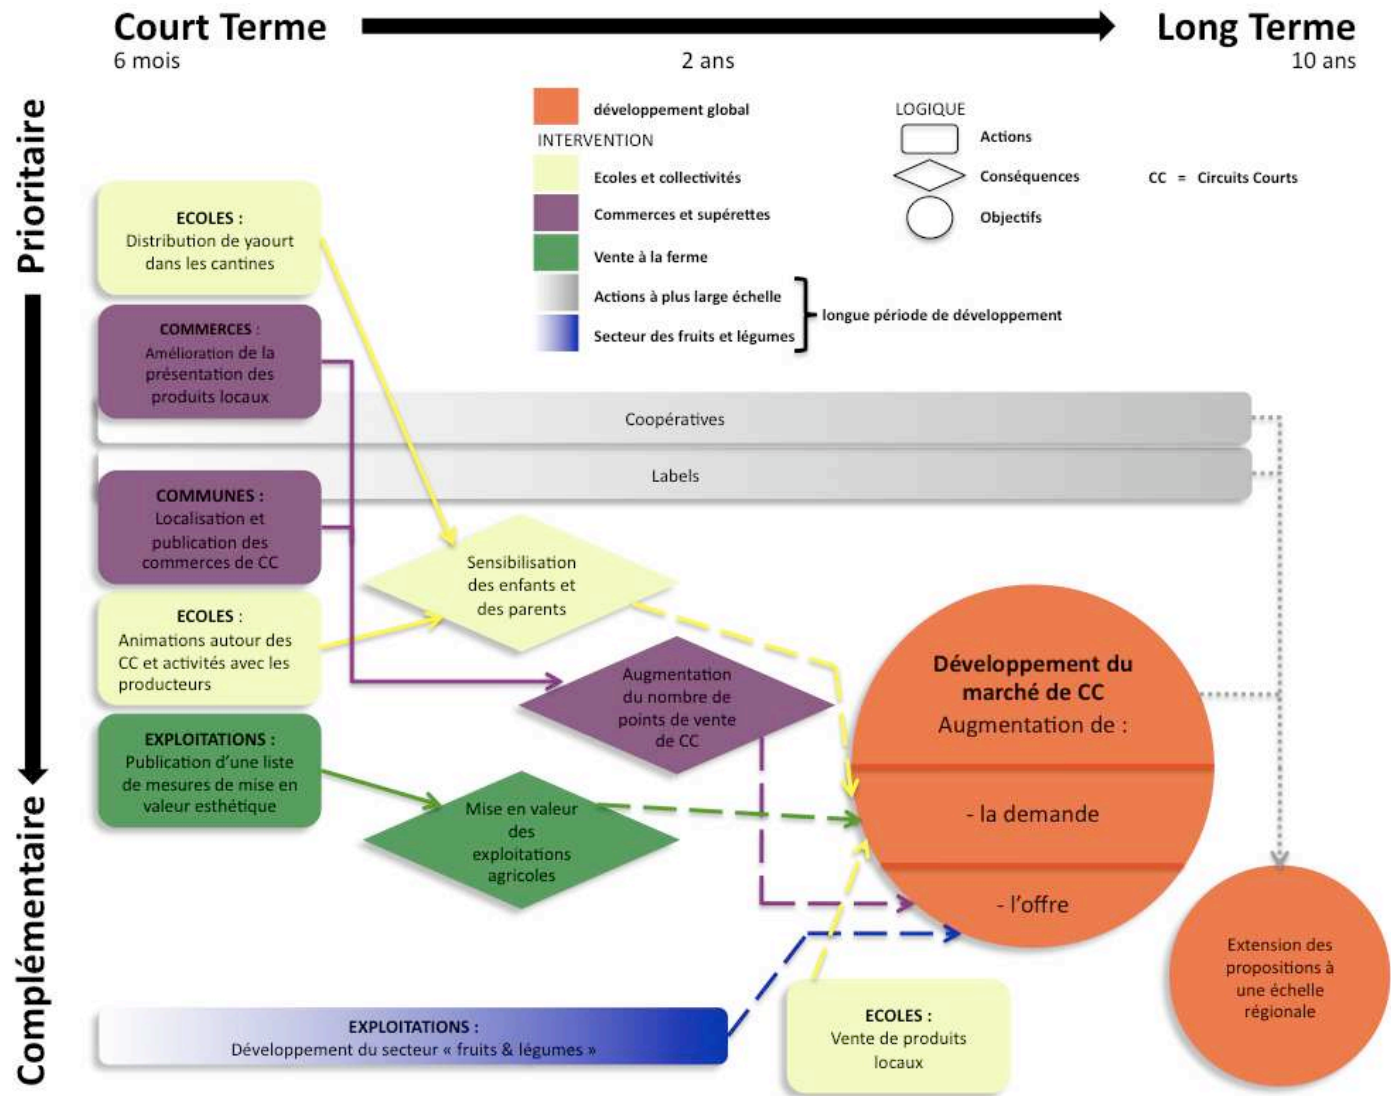 Court Terme
Long Terme
6 mois
2 ans
10 ans
Prioritaire
Complémentaire
développement global
INTERVENTION
Ecoles et collectivités
Commerces et supérettes
Vente à la ferme
Actions à plus large échelle
Secteur des fruits et légumes
longue période de développement
LOGIQUE
Actions
Conséquences
Objectifs
CC = Circuits Courts
ECOLES :
Distribution de yaourt
dans les cantines
COMMERCES :
Amélioration de la
présentation des
produits locaux
Coopératives
Labels
COMMUNES :
Localisation et
publication des
commerces de CC
ECOLES :
Animations autour des
CC et activités avec les
producteurs
EXPLOITATIONS :
Publication d'une liste
de mesures de mise en
valeur esthétique
Sensibilisation
des enfants et
des parents
Augmentation
du nombre de
points de vente
de CC
Mise en valeur
des
exploitations
agricoles
Développement du
marché de CC
Augmentation de :
- la demande
- l'offre
Extension des
propositions à
une échelle
régionale
EXPLOITATIONS :
Développement du secteur « fruits & légumes »
ECOLES :
Vente de produits
locaux